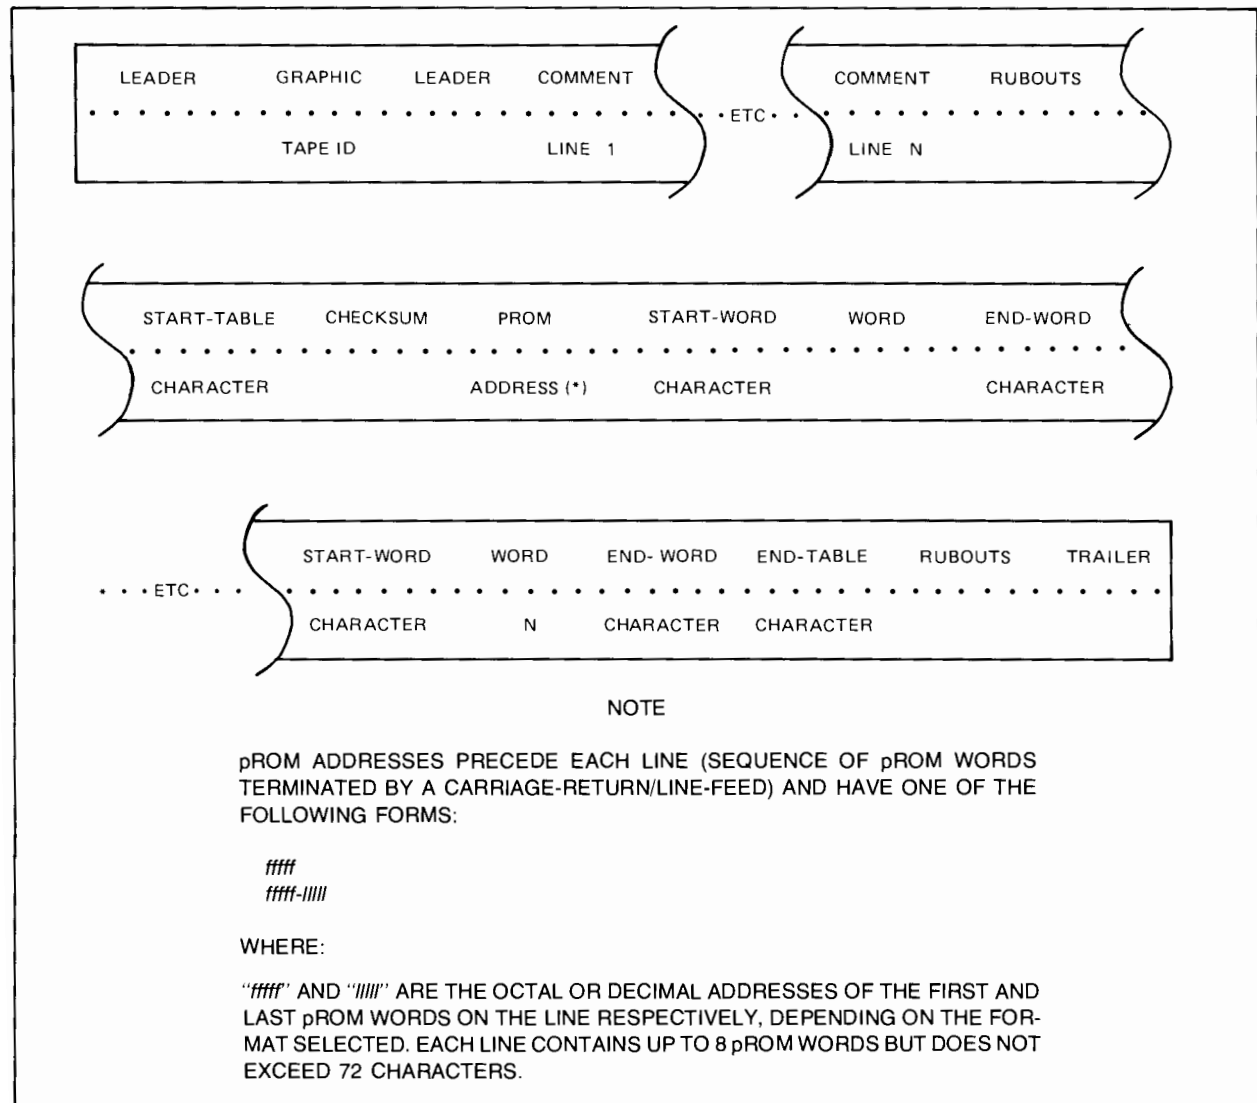 LEADER GRAPHIC LEADER COMMENT COMMENT RUBOUTS
ETC
TAPE ID LINE 1 LINE N
START-TABLE CHECKSUM PROM START-WORD WORD END-WORD
CHARACTER ADDRESS (*) CHARACTER CHARACTER
START-WORD WORD END-WORD END-TABLE RUBOUTS TRAILER
ETC
CHARACTER N CHARACTER CHARACTER
NOTE
pROM ADDRESSES PRECEDE EACH LINE (SEQUENCE OF pROM WORDS
TERMINATED BY A CARRIAGE-RETURN/LINE-FEED) AND HAVE ONE OF THE
FOLLOWING FORMS:
fffff
fffff-lllll
WHERE:
"fffff" AND "lllll" ARE THE OCTAL OR DECIMAL ADDRESSES OF THE FIRST AND
LAST pROM WORDS ON THE LINE RESPECTIVELY, DEPENDING ON THE FOR-
MAT SELECTED. EACH LINE CONTAINS UP TO 8 pROM WORDS BUT DOES NOT
EXCEED 72 CHARACTERS.